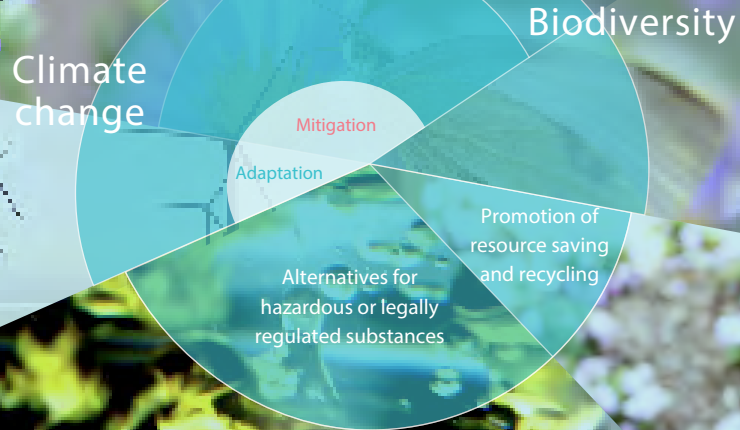 Biodiversity
Climate
change
Mitigation
Adaptation
Promotion of
resource saving
and recycling
Alternatives for
hazardous or legally
regulated substances